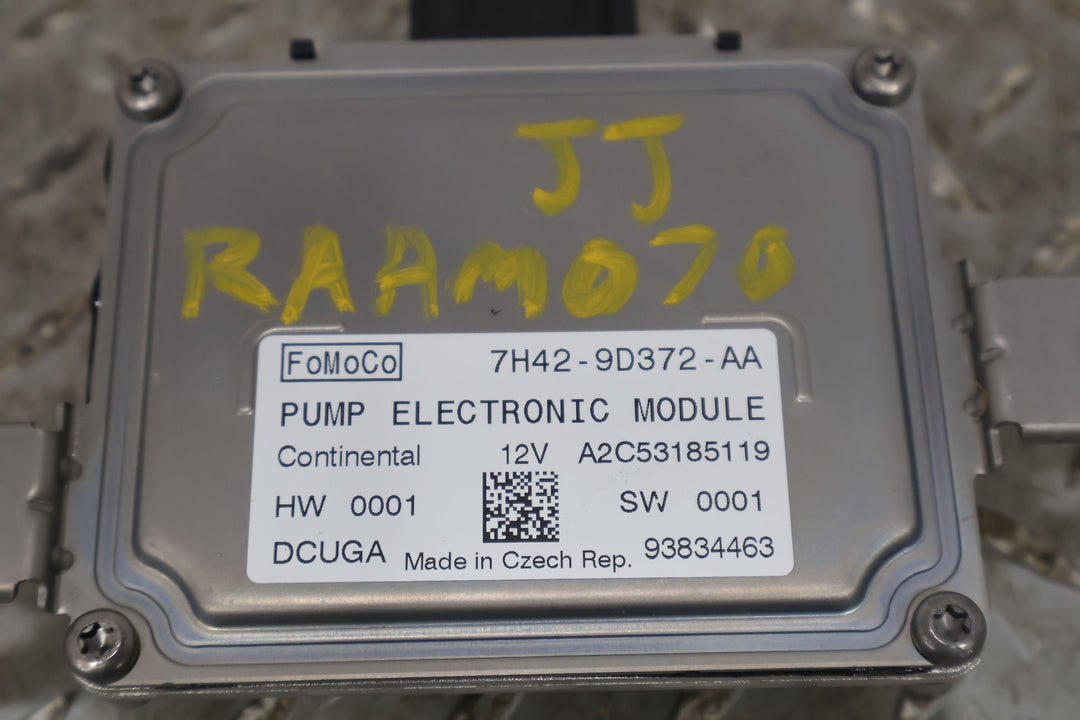 JJ
RAAM070
FoMoCo 7H42-9D372-AA
PUMP ELECTRONIC MODULE
Continental 12V A2C53185119
HW 0001 SW 0001
DCUGA Made in Czech Rep. 93834463